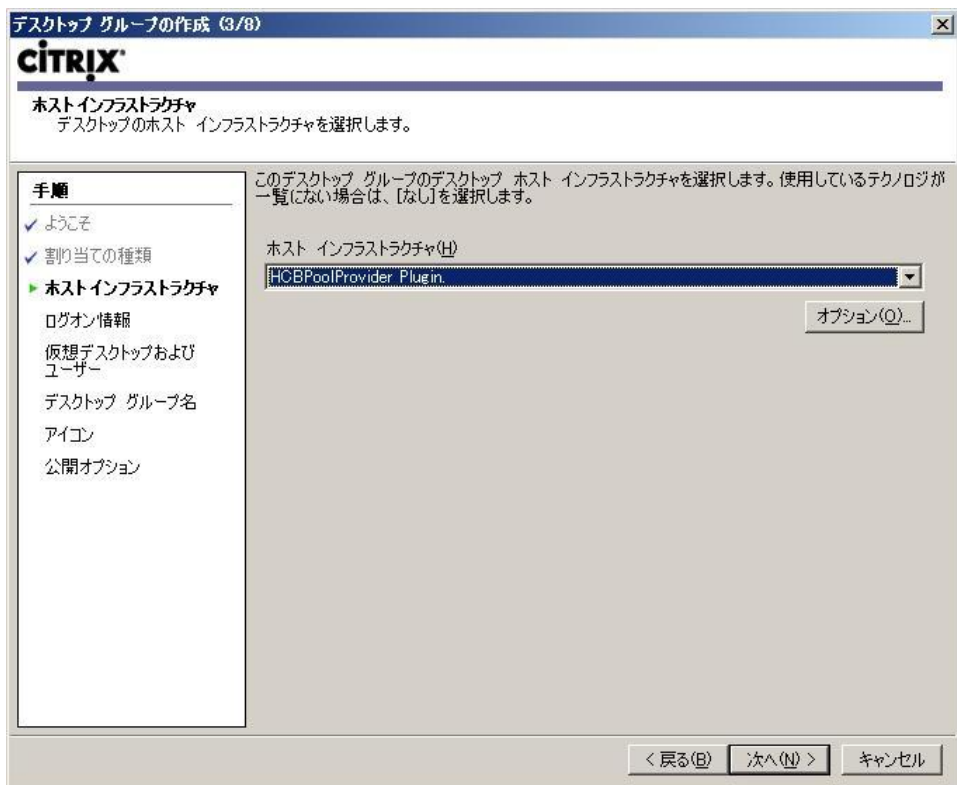 デスクトップ グループの作成 (3/8)
CITRIX
ホスト インフラストラクチャ
デスクトップのホスト インフラストラクチャを選択します。
手順
ようこそ
割り当ての種類
ホスト インフラストラクチャ
ログオン情報
仮想デスクトップおよび
ユーザー
デスクトップ グループ名
アイコン
公開オプション
このデスクトップ グループのデスクトップ ホスト インフラストラクチャを選択します。使用しているテクノロジが
一覧にない場合は、[なし]を選択します。
ホスト インフラストラクチャ(H)
HCBPoolProvider Plugin.
オプション(O)...
< 戻る(B)
次へ(N) >
キャンセル